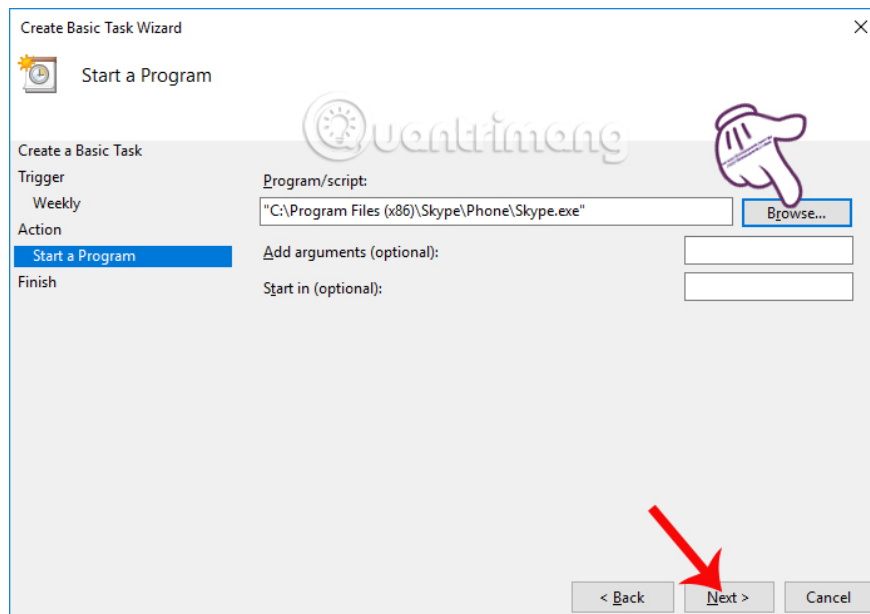 Create Basic Task Wizard
Start a Program
Quantrimang
Create a Basic Task
Trigger
Weekly
Action
Start a Program
Finish
Program/script:
"C:\Program Files (x86)\Skype\Phone\Skype.exe"
Browse...
Add arguments (optional):
Start in (optional):
< Back
Next >
Cancel